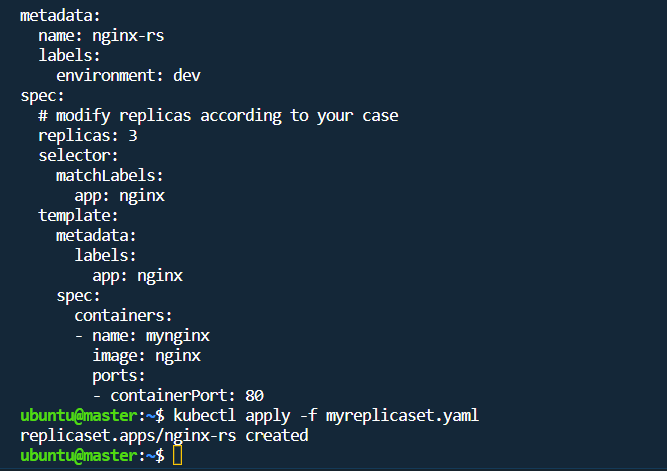 metadata:
  name: nginx-rs
  labels:
    environment: dev
spec:
  # modify replicas according to your case
  replicas: 3
  selector:
    matchLabels:
      app: nginx
  template:
    metadata:
      labels:
        app: nginx
    spec:
      containers:
      - name: mynginx
        image: nginx
        ports:
        - containerPort: 80
ubuntu@master:~$ kubectl apply -f myreplicaset.yaml
replicaset.apps/nginx-rs created
ubuntu@master:~$